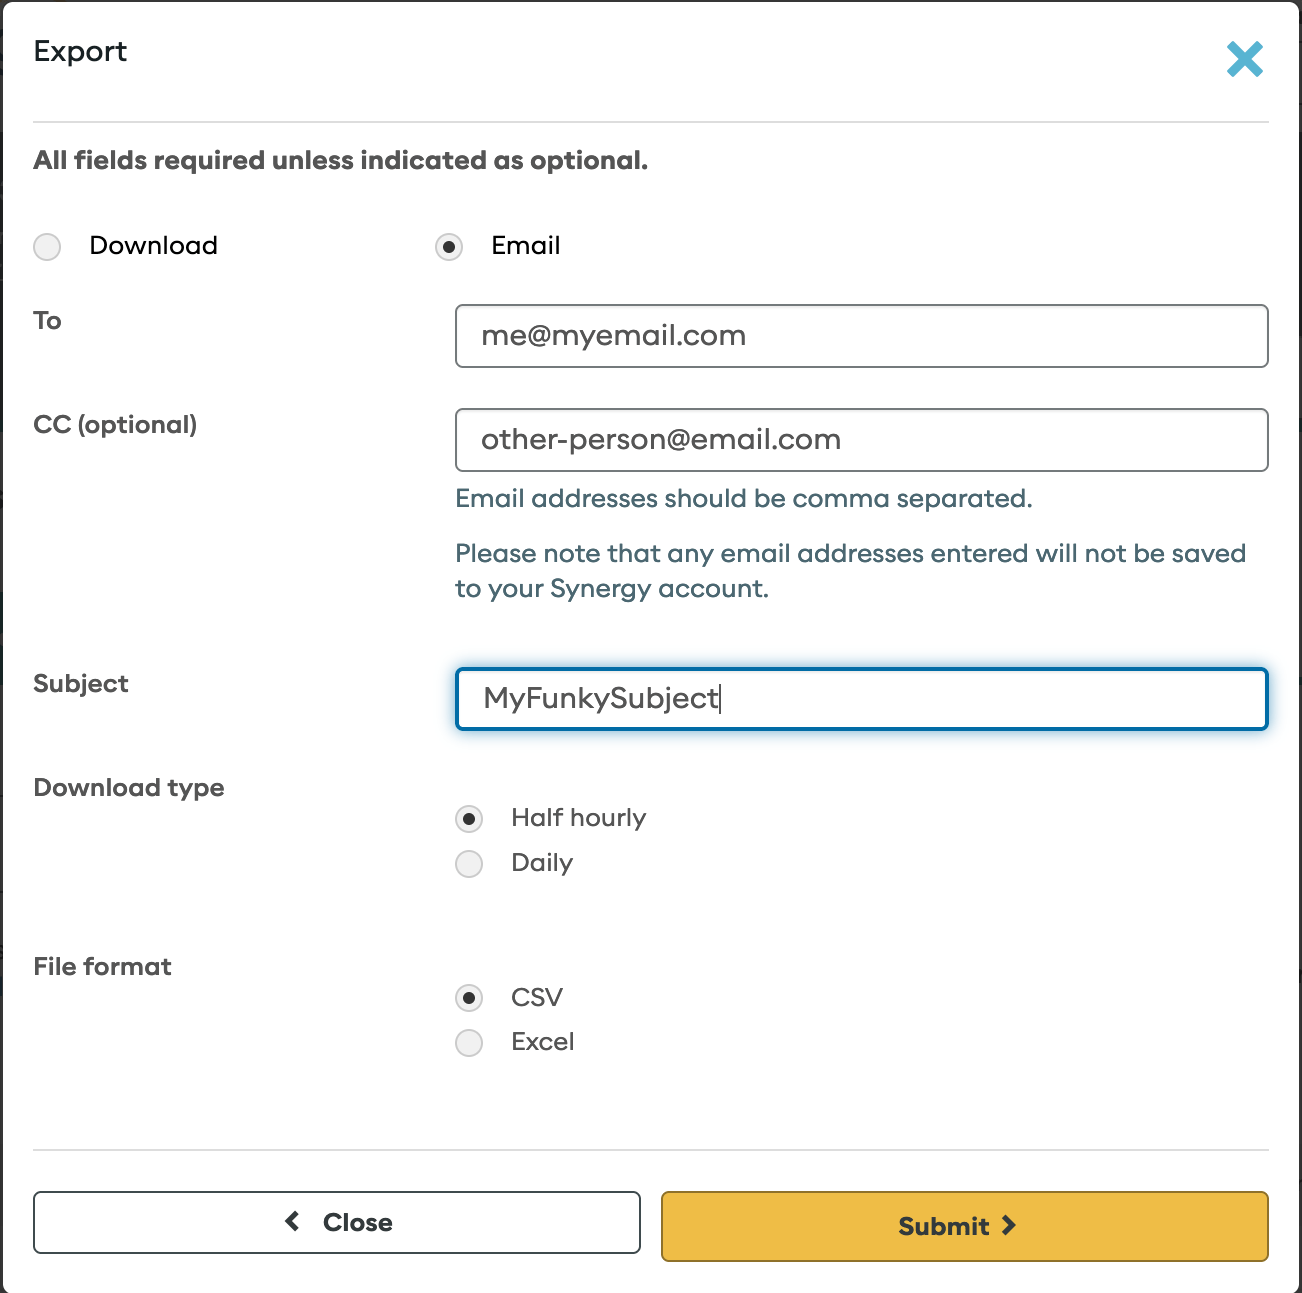 Export
All fields required unless indicated as optional.
Download
Email
To
me@myemail.com
CC (optional)
other-person@email.com
Email addresses should be comma separated.
Please note that any email addresses entered will not be saved
to your Synergy account.
Subject
MyFunkySubject
Download type
Half hourly
Daily
File format
CSV
Excel
Close
Submit